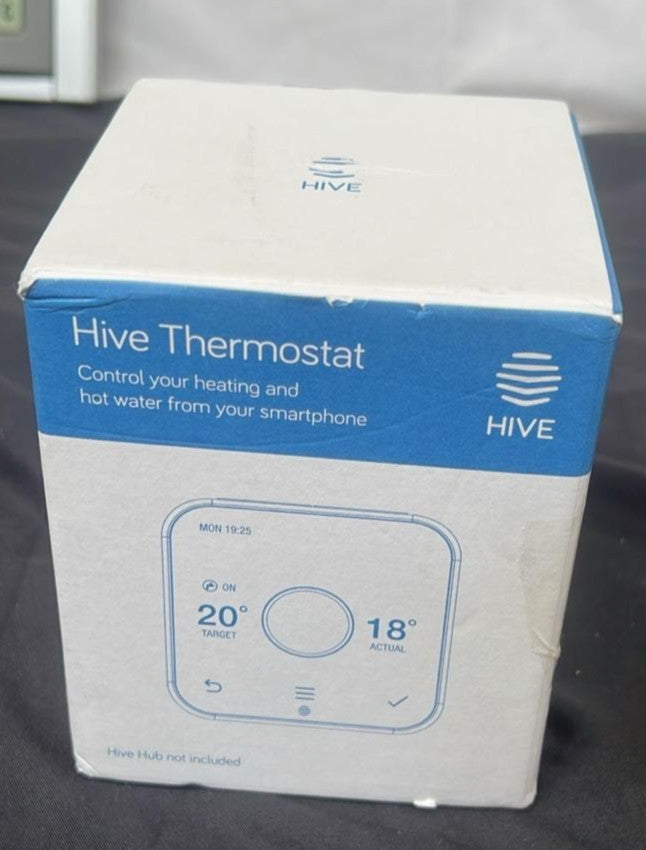 HIVE
Hive Thermostat
Control your heating and
hot water from your smartphone
HIVE
MON 19:25
ON
20° 18°
TARGET ACTUAL
Hive Hub not included